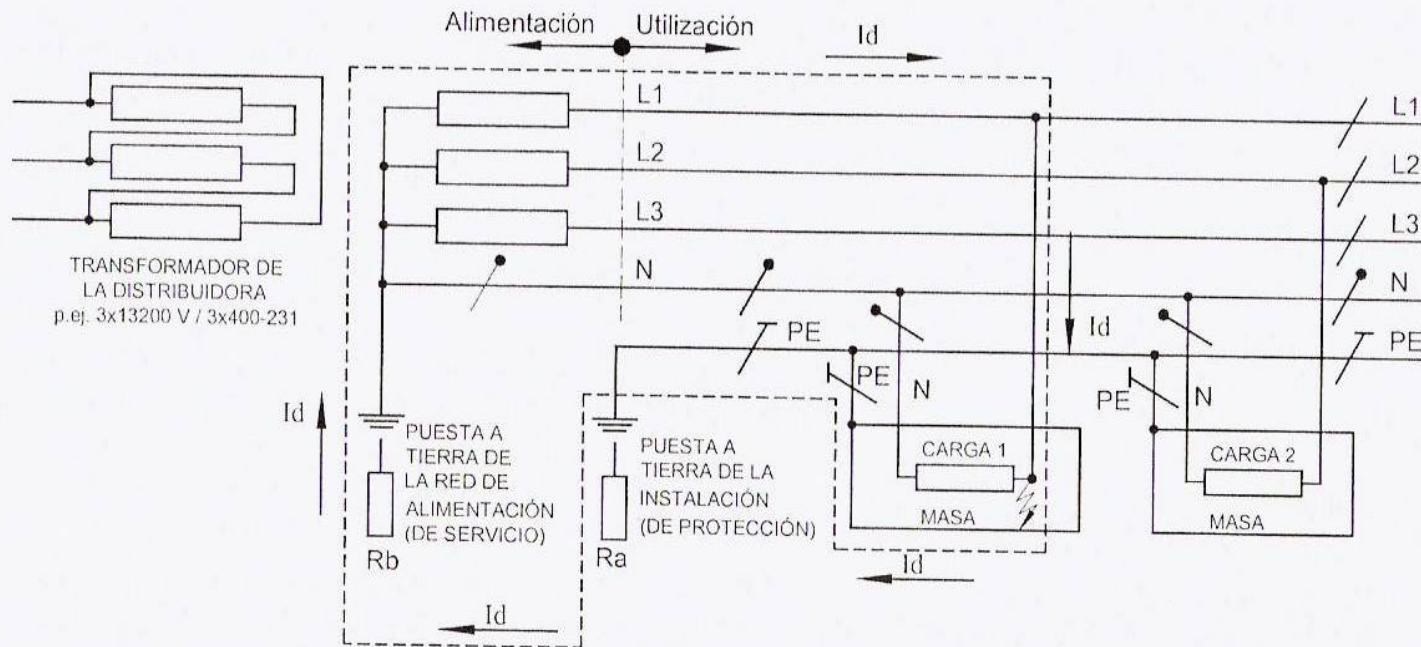 Alimentación
Utilización
Id
L1
L2
L3
N
L1
L2
L3
N
PE
TRANSFORMADOR DE
LA DISTRIBUIDORA
p.ej. 3x13200 V / 3x400-231
PE
Id
PE
N
PE
N
Id
PUESTA A
TIERRA DE
LA RED DE
ALIMENTACIÓN
(DE SERVICIO)
Rb
PUESTA A
TIERRA DE LA
INSTALACIÓN
(DE PROTECCIÓN)
Ra
CARGA 1
MASA
CARGA 2
MASA
Id
Id